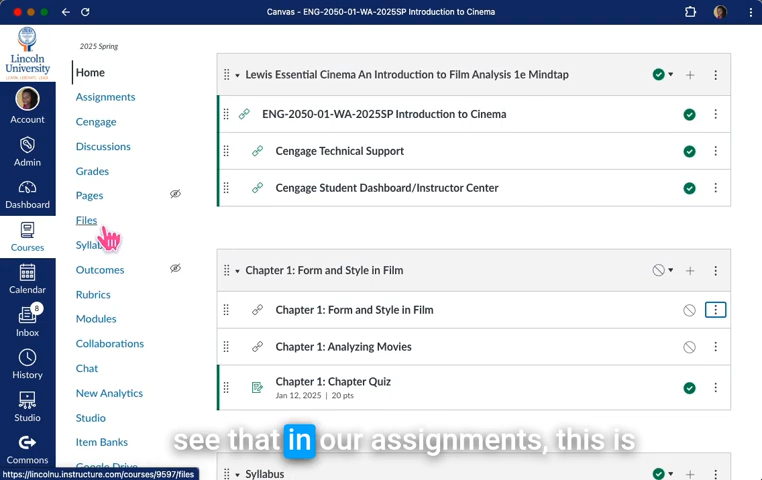 Canvas - ENG-2050-01-WA-2025SP Introduction to Cinema
Lincoln
University
Account
Admin
Dashboard
Courses
Calendar
8
Inbox
History
Studio
Commons
2025 Spring
Home
Assignments
Cengage
Discussions
Grades
Pages
Files
Syllab
Outcomes
Rubrics
Modules
Collaborations
Chat
New Analytics
Studio
Item Banks
Google Drive
Lewis Essential Cinema An Introduction to Film Analysis 1e Mindtap
ENG-2050-01-WA-2025SP Introduction to Cinema
Cengage Technical Support
Cengage Student Dashboard/Instructor Center
Chapter 1: Form and Style in Film
Chapter 1: Form and Style in Film
Chapter 1: Analyzing Movies
Chapter 1: Chapter Quiz
Jan 12, 2025 | 20 pts
see that in our assignments, this is
Syllabus
https://lincolnu.instructure.com/courses/9597/files